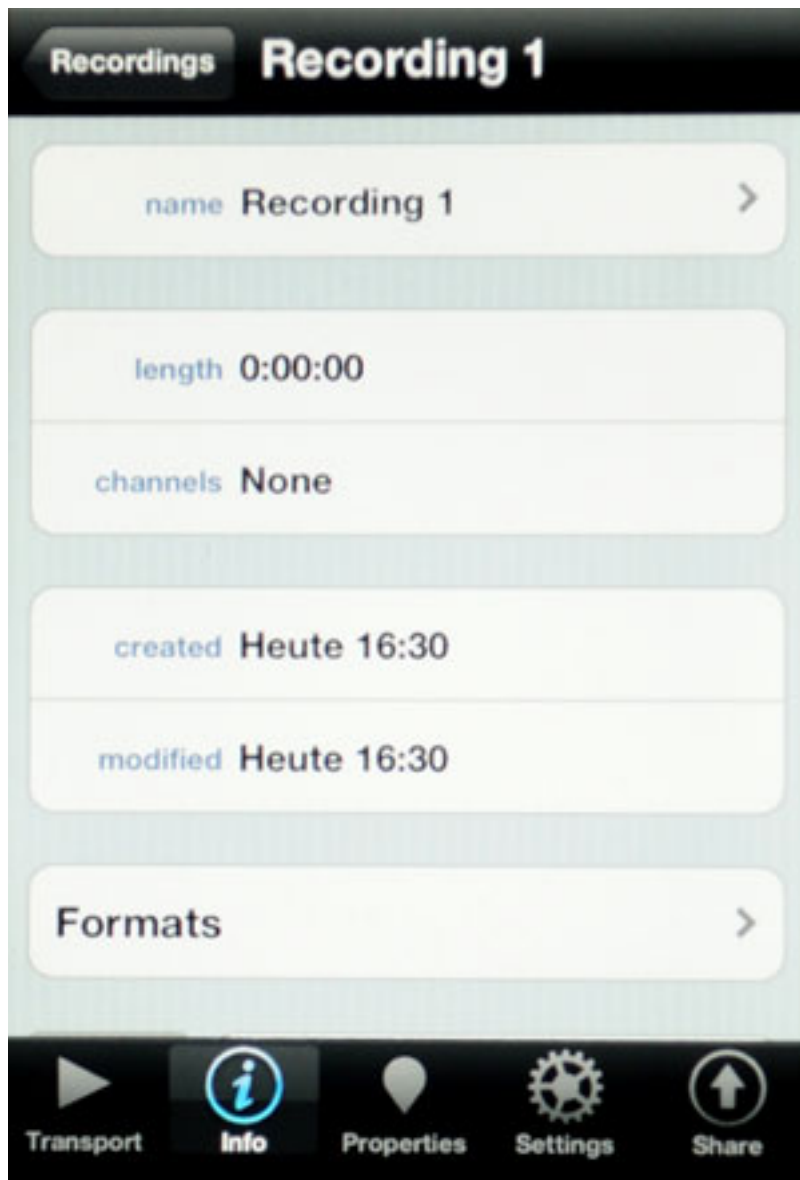 Recordings Recording 1
name Recording 1
length 0:00:00
channels None
created Heute 16:30
modified Heute 16:30
Formats
Transport Info Properties Settings Share